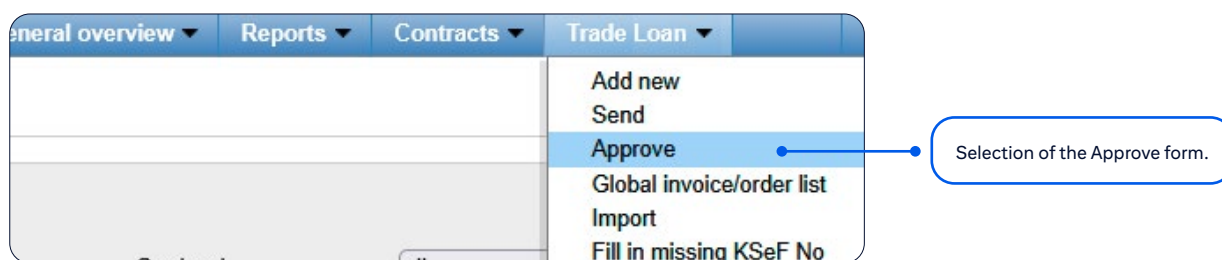 eneral overview Reports Contracts Trade Loan
Add new
Send
Approve
Selection of the Approve form.
Global invoice/order list
Import
Fill in missing KSeF No